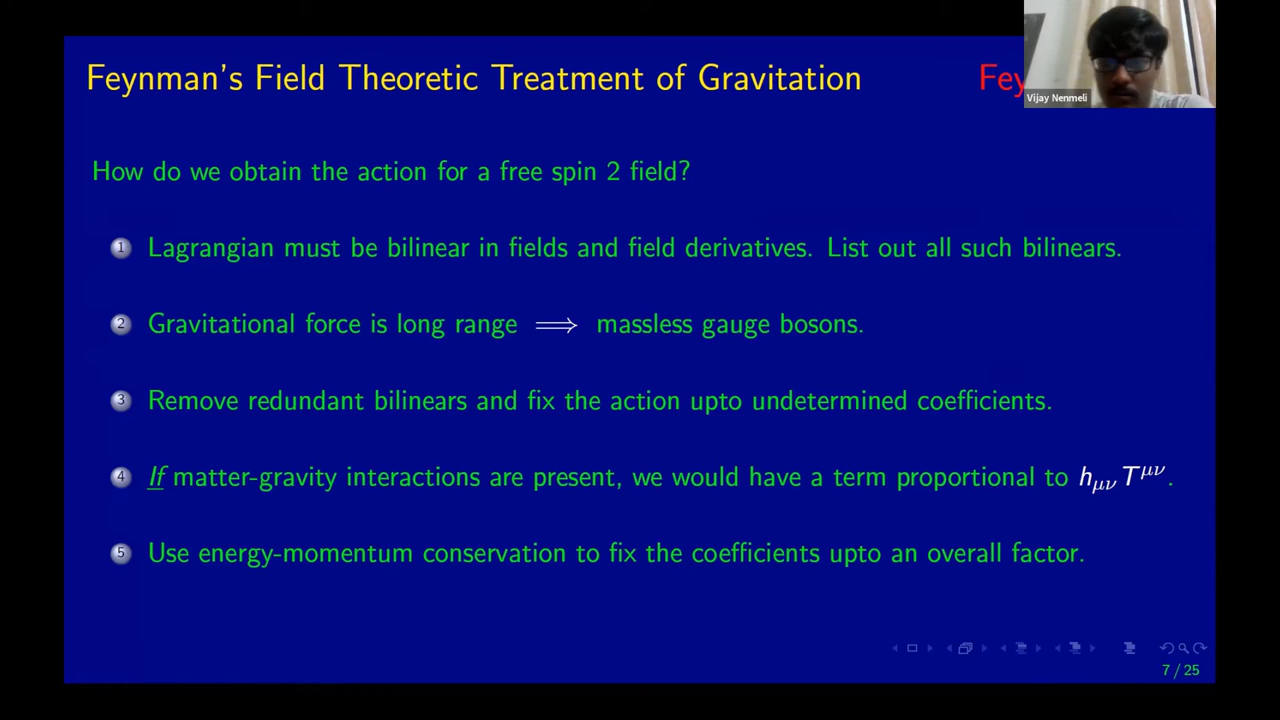 Feynman's Field Theoretic Treatment of Gravitation
Vijay Nenmeli
How do we obtain the action for a free spin 2 field?
1 Lagrangian must be bilinear in fields and field derivatives. List out all such bilinears.
2 Gravitational force is long range ⟹ massless gauge bosons.
3 Remove redundant bilinears and fix the action upto undetermined coefficients.
4 If matter-gravity interactions are present, we would have a term proportional to h_{μν}T^{μν}.
5 Use energy-momentum conservation to fix the coefficients upto an overall factor.
7 / 25